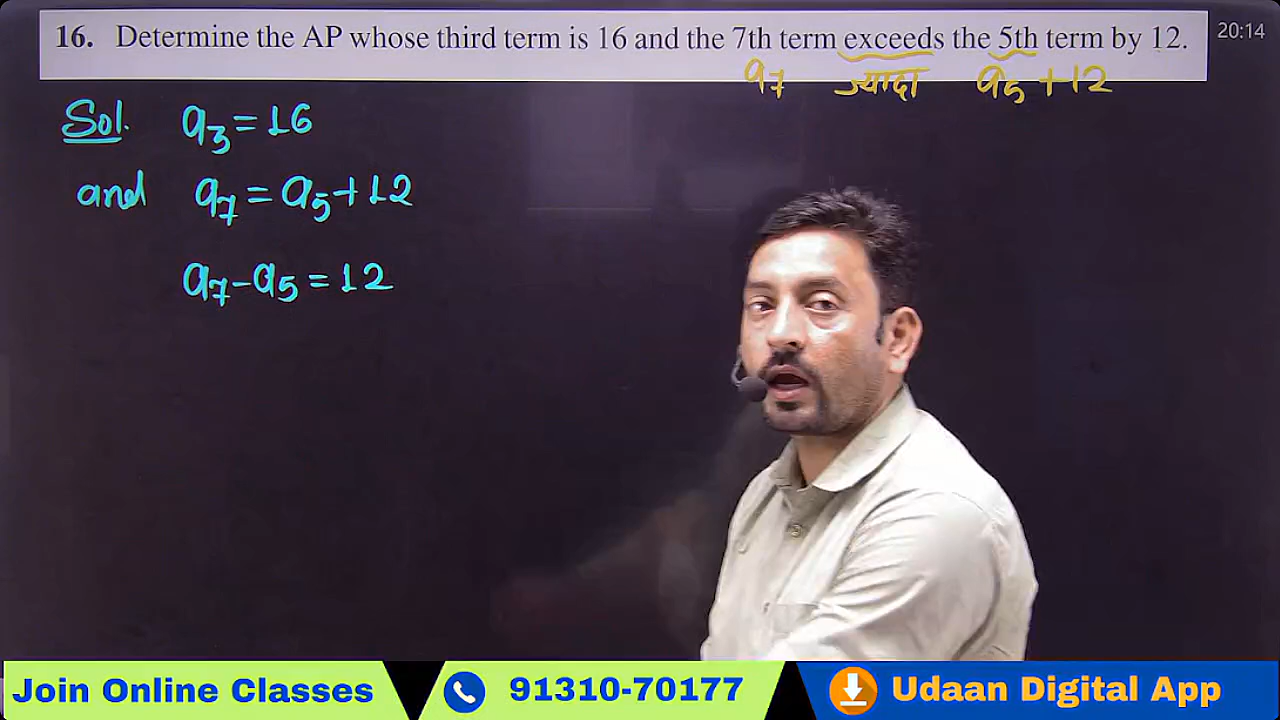 16. Determine the AP whose third term is 16 and the 7th term exceeds the 5th term by 12.
20:14
a₇ ज्यादा a₅ + 12
Sol. a₃ = 16
and a₇ = a₅ + 12
a₇ - a₅ = 12
Join Online Classes
91310-70177
Udaan Digital App